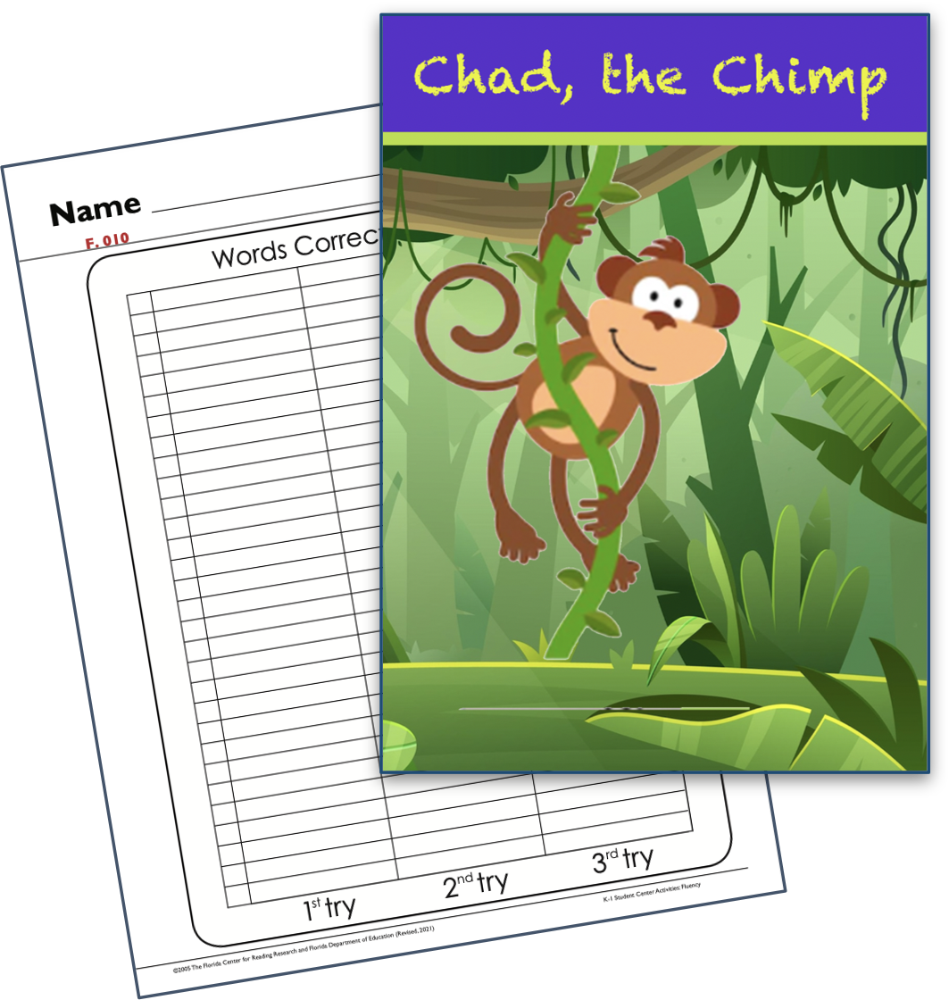 Chad, the Chimp
Name
F. 010
Words Correc
1st try
2nd try
3rd try
K-1 Student Center Activities: Fluency
©2005 The Florida Center for Reading Research and Florida Department of Education (Revised, 2021)